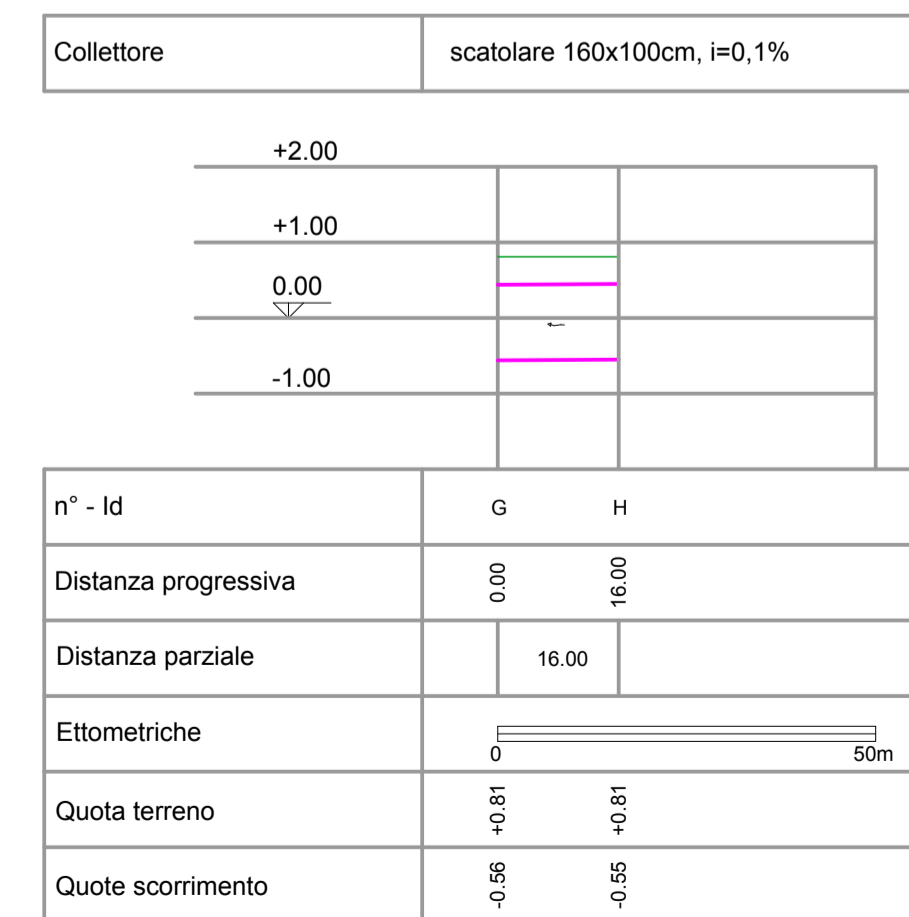 Collettore scatolare 160x100cm, i=0,1%
+2.00
+1.00
0.00
-1.00
n° - Id G H
Distanza progressiva 0.00 16.00
Distanza parziale 16.00
Ettometriche
0 50m
Quota terreno +0.81 +0.81
Quote scorrimento -0.56 -0.55